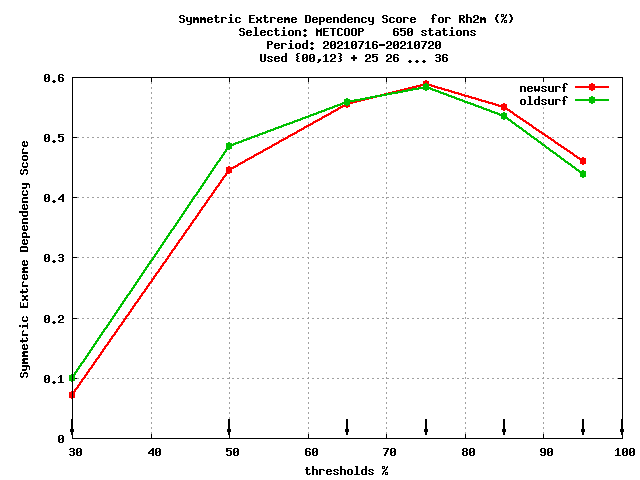 Symmetric Extreme Dependency Score  for Rh2m (%)
Selection: METCOOP    650 stations
Period: 20210716-20210720
Used {00,12} + 25 26 ... 36
newsurf
oldsurf
Symmetric Extreme Dependency Score
0.6
0.5
0.4
0.3
0.2
0.1
0
30 40 50 60 70 80 90 100
thresholds %